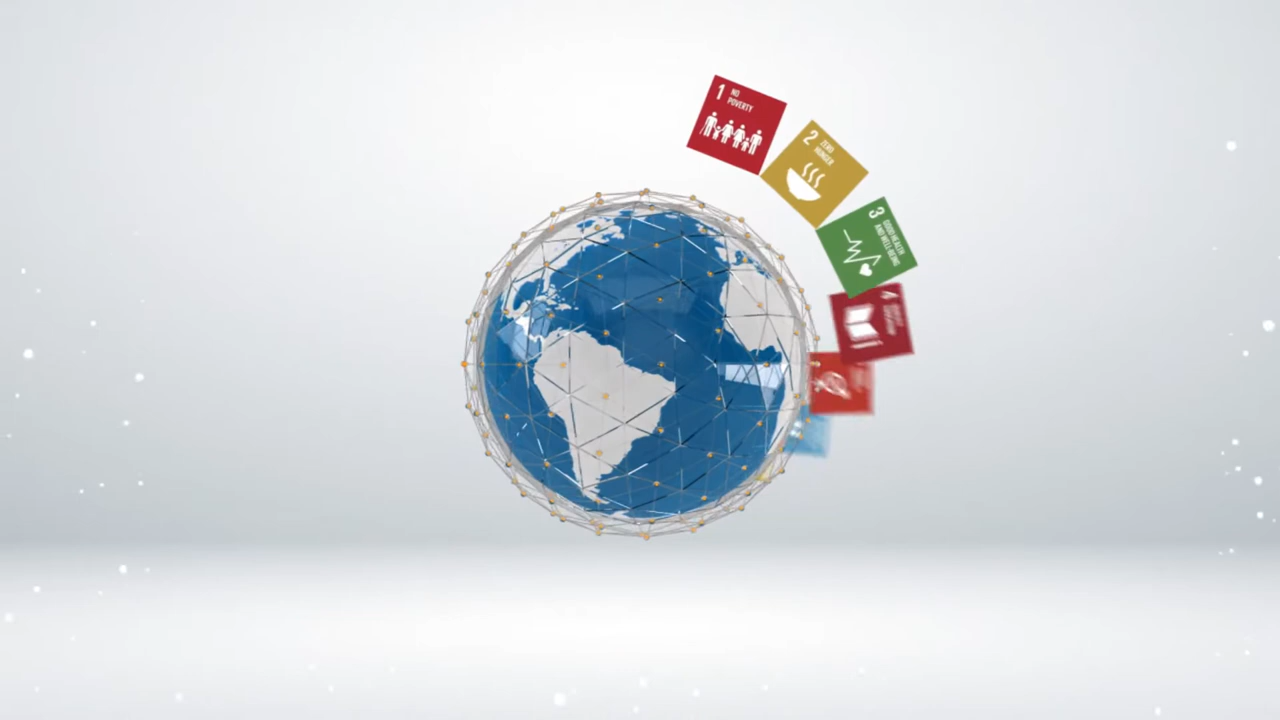 1 NO
POVERTY
2 ZERO
HUNGER
3 GOOD HEALTH
AND WELL-BEING
4